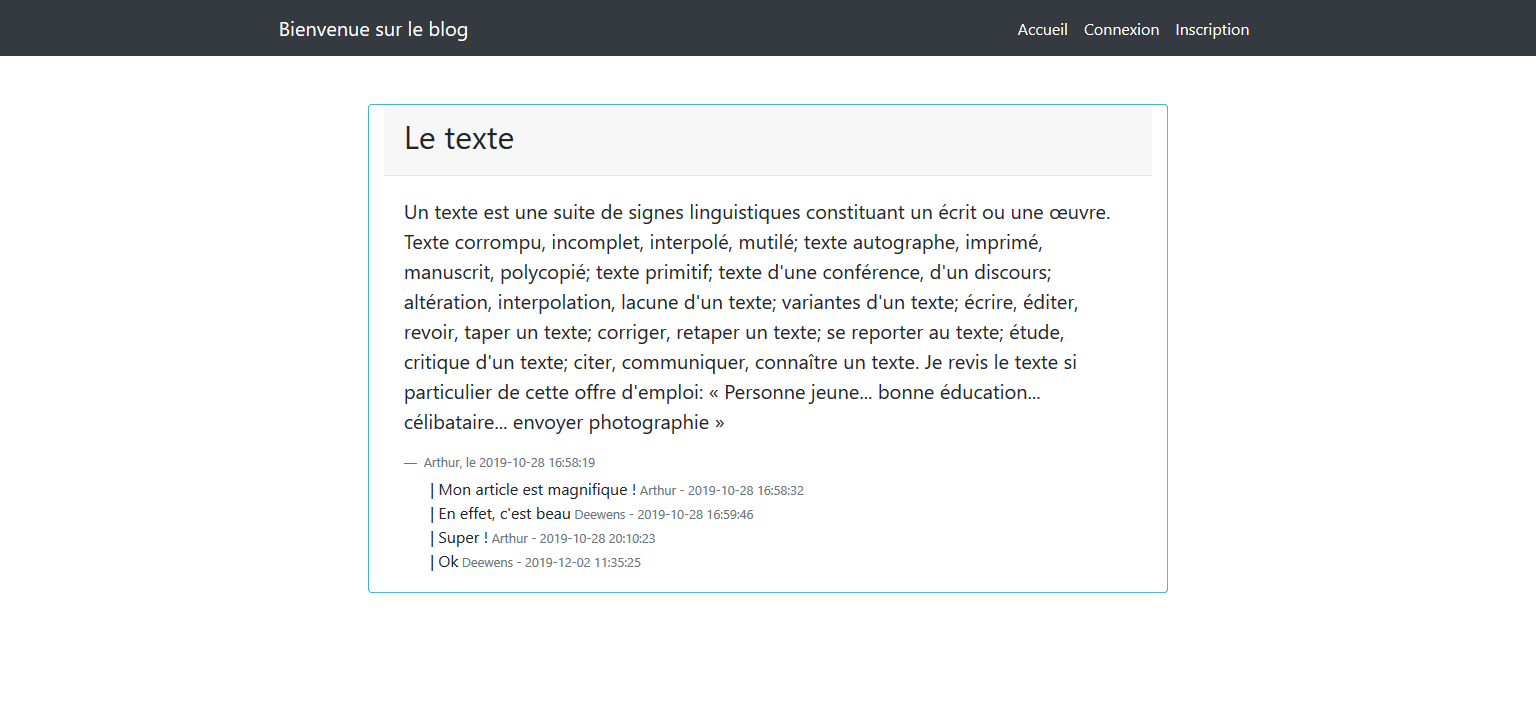 Bienvenue sur le blog
Accueil Connexion Inscription
Le texte
Un texte est une suite de signes linguistiques constituant un écrit ou une œuvre.
Texte corrompu, incomplet, interpolé, mutilé; texte autographe, imprimé,
manuscrit, polycopié; texte primitif; texte d'une conférence, d'un discours;
altération, interpolation, lacune d'un texte; variantes d'un texte; écrire, éditer,
revoir, taper un texte; corriger, retaper un texte; se reporter au texte; étude,
critique d'un texte; citer, communiquer, connaître un texte. Je revis le texte si
particulier de cette offre d'emploi: « Personne jeune... bonne éducation...
célibataire... envoyer photographie »
— Arthur, le 2019-10-28 16:58:19
| Mon article est magnifique ! Arthur - 2019-10-28 16:58:32
| En effet, c'est beau Deewens - 2019-10-28 16:59:46
| Super ! Arthur - 2019-10-28 20:10:23
| Ok Deewens - 2019-12-02 11:35:25